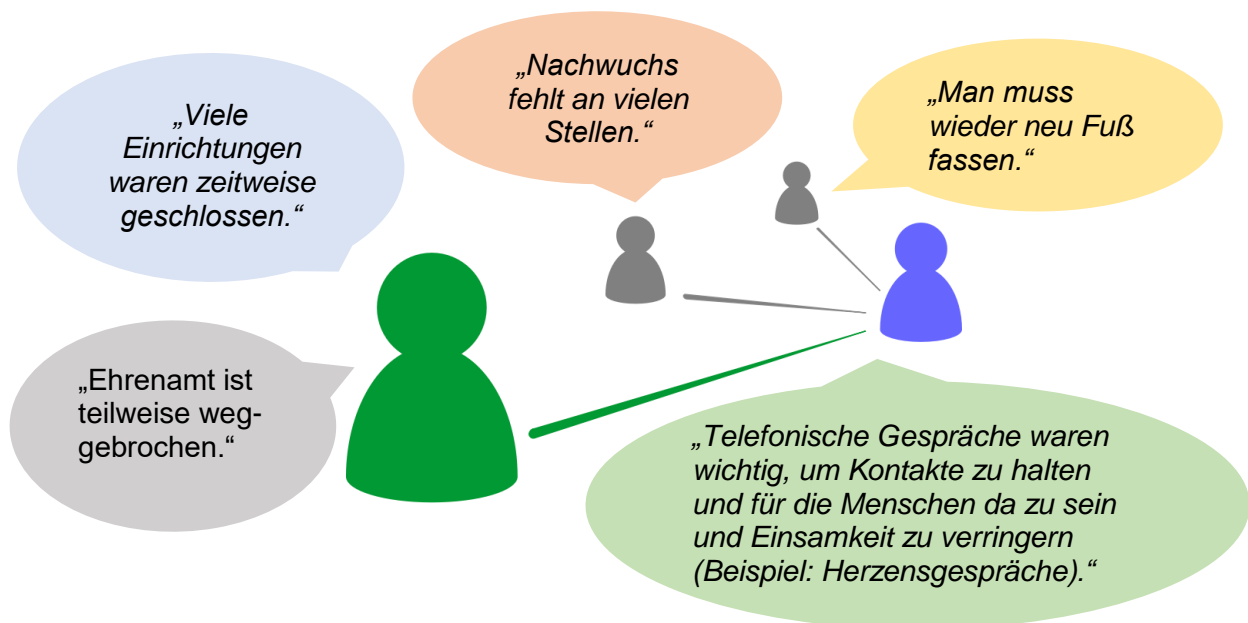 „Viele
Einrichtungen
waren zeitweise
geschlossen.“
„Nachwuchs
fehlt an vielen
Stellen.“
„Man muss
wieder neu Fuß
fassen.“
„Ehrenamt ist
teilweise weg-
gebrochen.“
„Telefonische Gespräche waren
wichtig, um Kontakte zu halten
und für die Menschen da zu sein
und Einsamkeit zu verringern
(Beispiel: Herzensgespräche).“